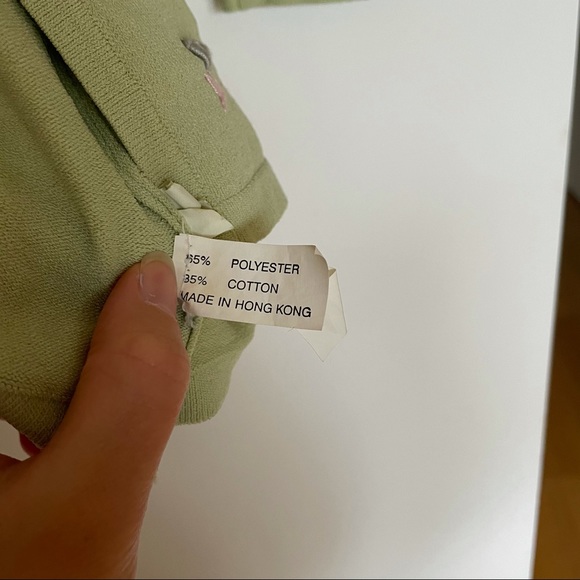 65% POLYESTER
35% COTTON
MADE IN HONG KONG